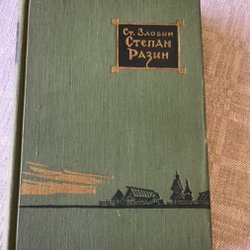 Ст. Злобин
Степан
Разин